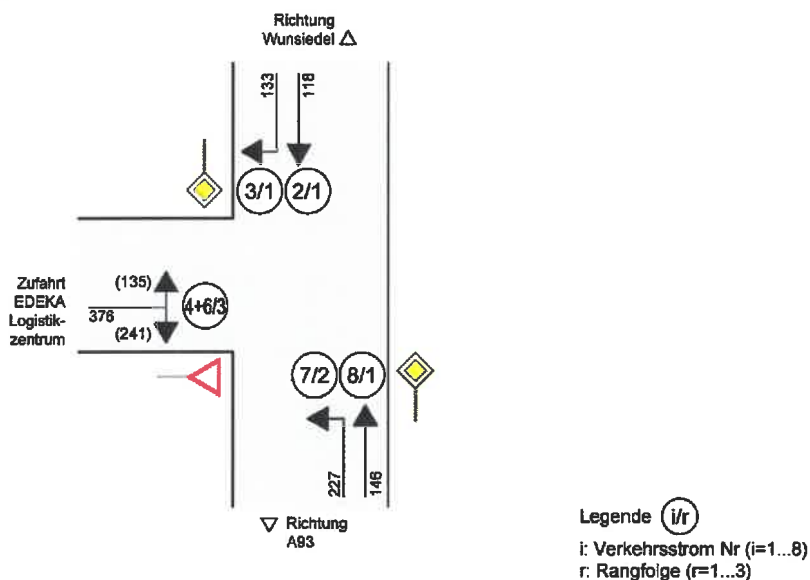 Richtung
Wunsiedel
133
118
3/1
2/1
Zufahrt
EDEKA
Logistik-
zentrum
(135)
376
(241)
4+6/3
7/2
8/1
227
146
Richtung
A93
Legende i/r
i: Verkehrsstrom Nr (i=1...8)
r: Rangfolge (r=1...3)